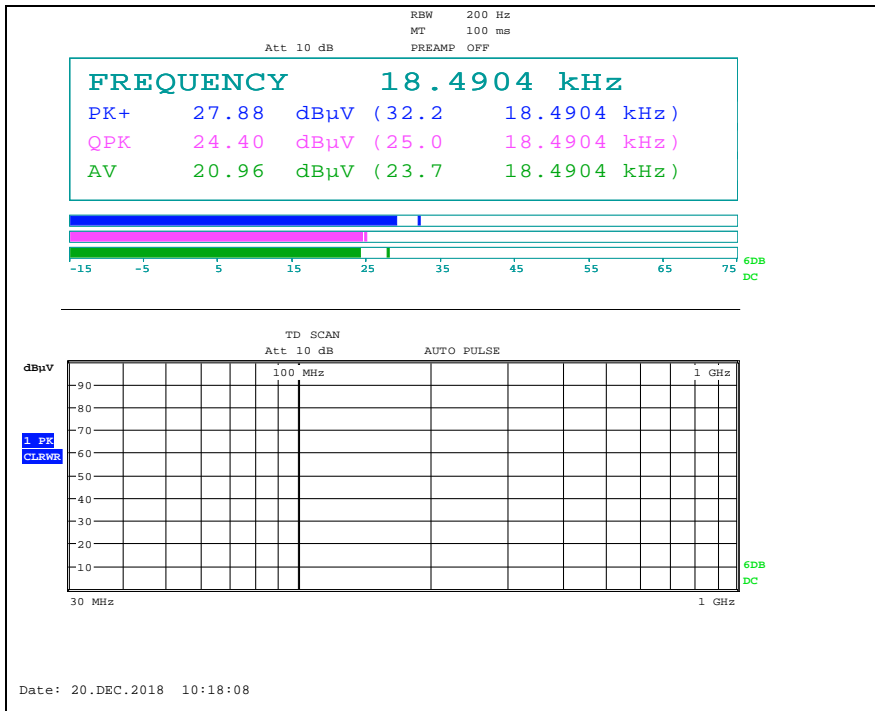 RBW 200 Hz
MT 100 ms
Att 10 dB PREAMP OFF
FREQUENCY 18.4904 kHz
PK+ 27.88 dBµV (32.2 18.4904 kHz)
QPK 24.40 dBµV (25.0 18.4904 kHz)
AV 20.96 dBµV (23.7 18.4904 kHz)
-15 -5 5 15 25 35 45 55 65 75
6DB
DC
TD SCAN
Att 10 dB AUTO PULSE
dBµV
100 MHz 1 GHz
90
80
70
1 PK
CLRWR
60
50
40
30
20
10
6DB
DC
30 MHz 1 GHz
Date: 20.DEC.2018 10:18:08